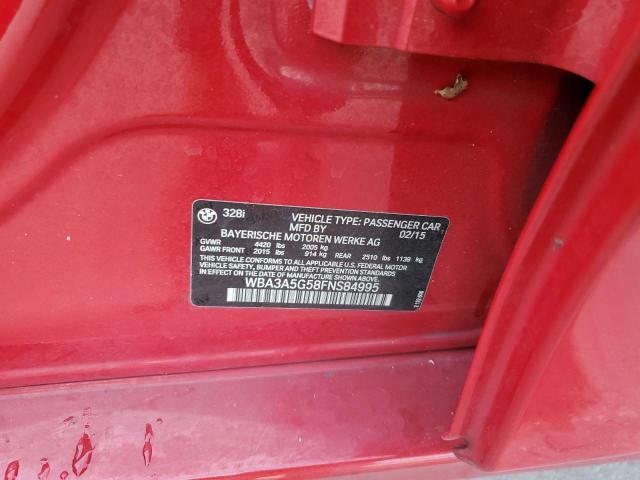 328i VEHICLE TYPE: PASSENGER CAR
MFD BY 02/15
BAYERISCHE MOTOREN WERKE AG
GVWR 4420 lbs 2005 kg
GAWR FRONT 2015 lbs 914 kg REAR 2510 lbs 1139 kg
THIS VEHICLE CONFORMS TO ALL APPLICABLE U.S. FEDERAL MOTOR
VEHICLE SAFETY, BUMPER, AND THEFT PREVENTION STANDARDS IN
EFFECT ON THE DATE OF MANUFACTURE SHOWN ABOVE.
WBA3A5G58FNS84995